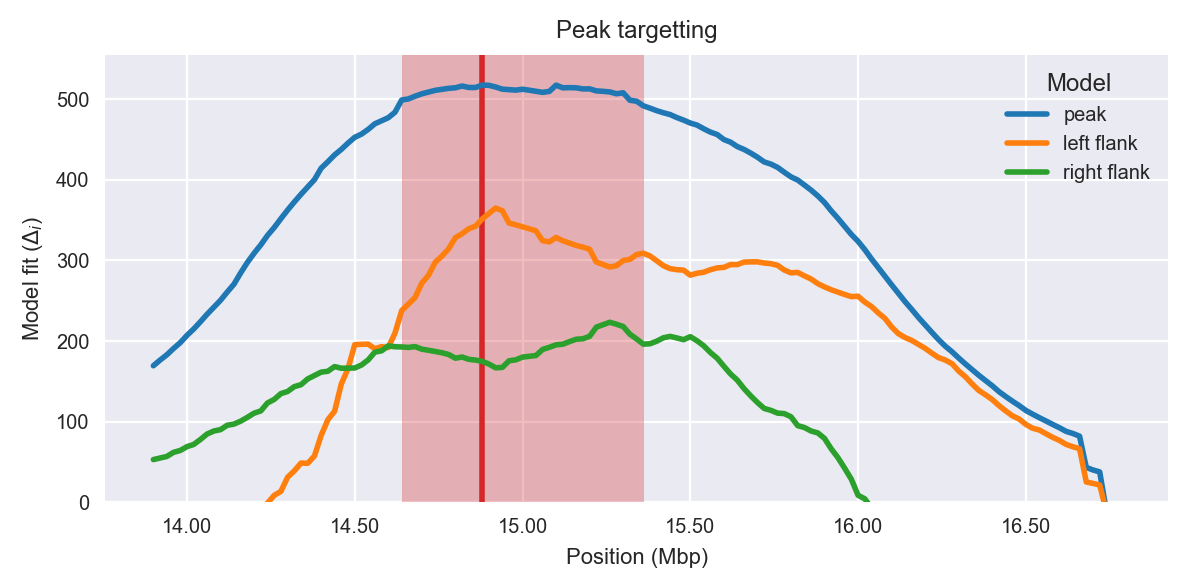 Peak targetting
Model
peak
left flank
right flank
Model fit (Δi)
500
400
300
200
100
0
14.00 14.50 15.00 15.50 16.00 16.50
Position (Mbp)